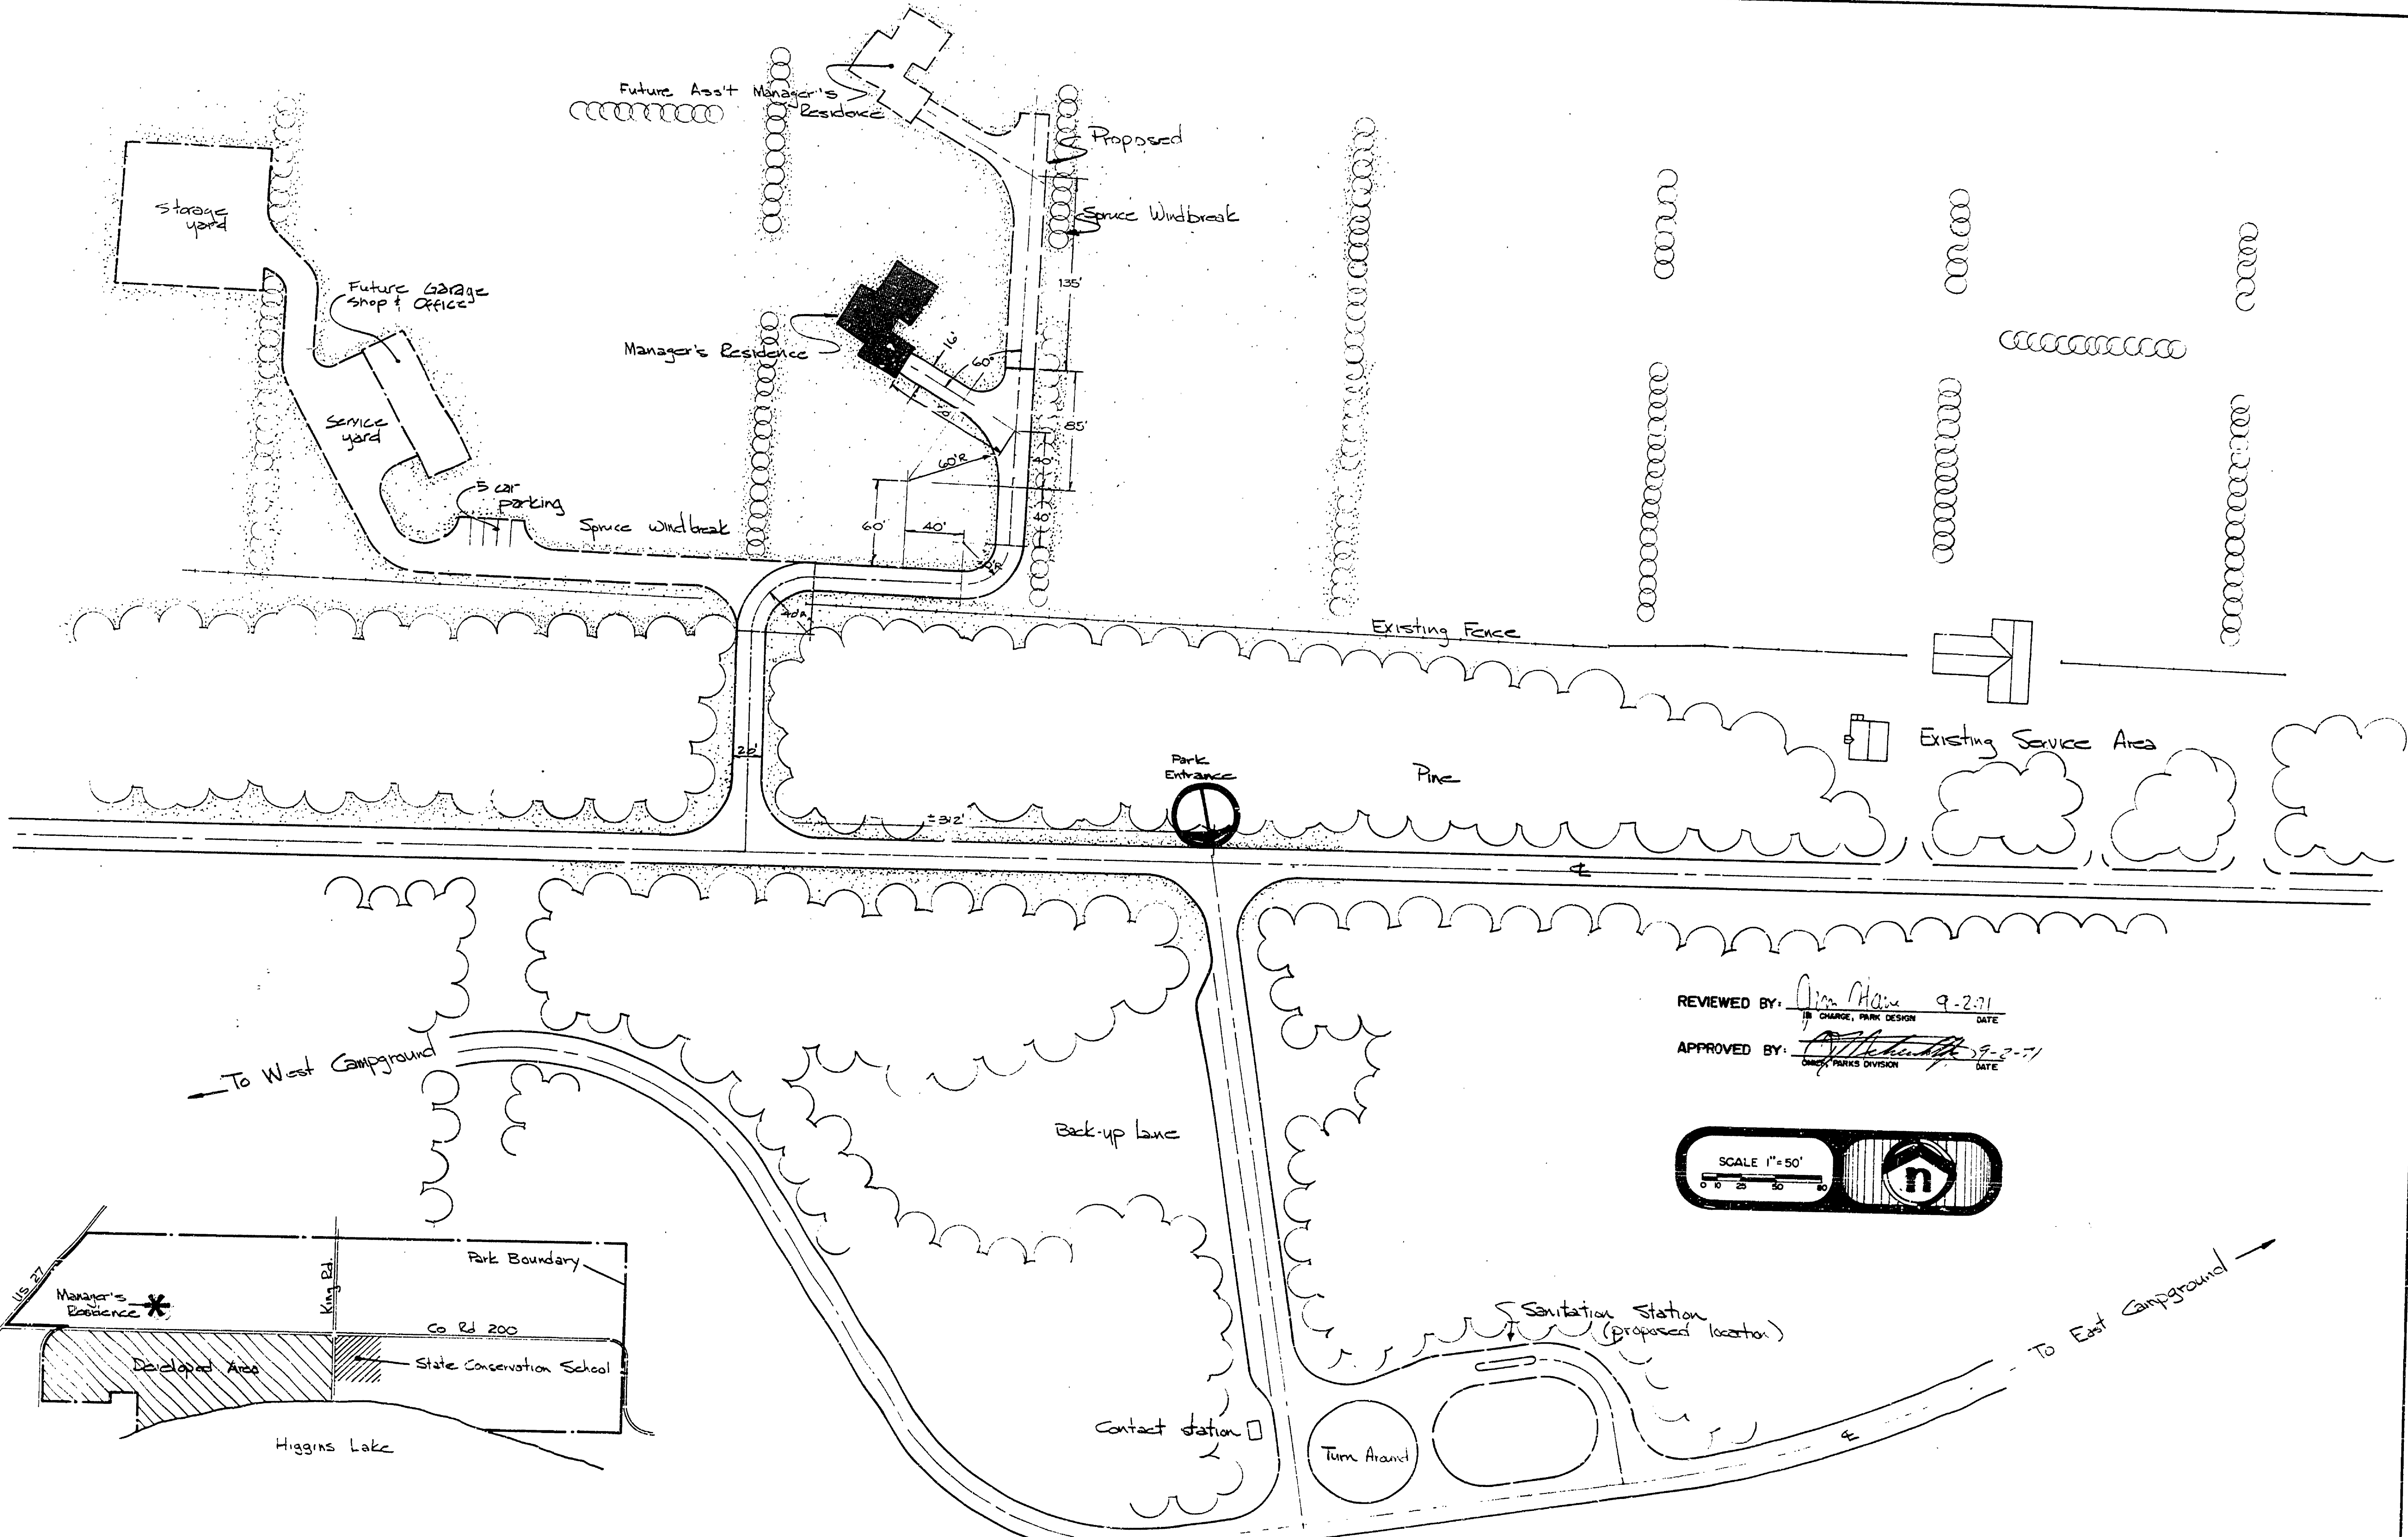 Future Ass't Manager's
Residence
Proposed
Storage
yard
Spruce Windbreak
135'
Future Garage
Shop & Office
Manager's Residence
16'
60°
Service
yard
85'
60'R
40'
5 car
parking
Spruce Windbreak
60'
40'
40'
40'R
Existing Fence
20'
Park
Entrance
Pine
Existing Service Area
±312'
℄
REVIEWED BY: 9-2-71
IN CHARGE, PARK DESIGN DATE
APPROVED BY: 9-2-71
CHIEF, PARKS DIVISION DATE
To West Campground
Back-up Lane
SCALE 1"=50'
0 10 25 50 80
n
US 27
King Rd.
Park Boundary
Manager's
Residence
Co Rd 200
Developed Area
State Conservation School
Higgins Lake
Sanitation Station
(proposed location)
To East Campground
Contact station
Turn Around
℄